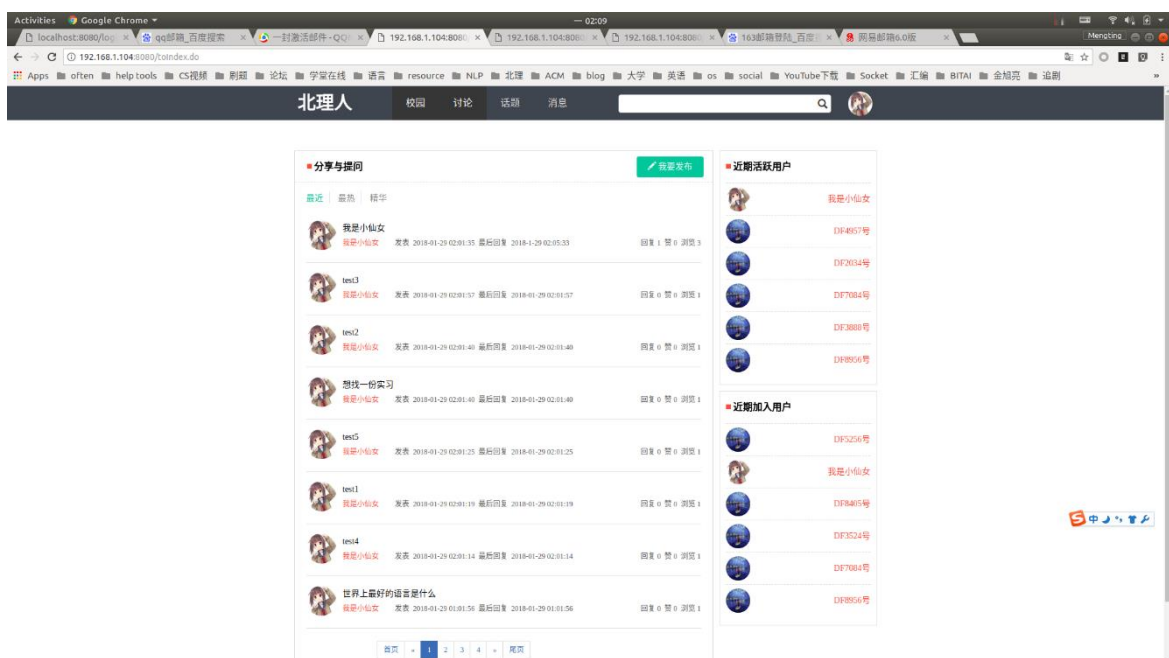 Activities Google Chrome — 02:09
localhost:8080/log qq邮箱_百度搜索 一封激活邮件 - QQ 192.168.1.104:8080 192.168.1.104:8080 192.168.1.104:8080 163邮箱登陆_百度 网易邮箱6.0版 Mengting
192.168.1.104:8080/toindex.do
Apps often help tools CS视频 刷题 论坛 学堂在线 语言 resource NLP 北理 ACM blog 大学 英语 os social YouTube下载 Socket 汇编 BITAI 金旭亮 追剧 »
北理人 校园 讨论 话题 消息
分享与提问 我要发布
最近 最热 精华
我是小仙女
我是小仙女 发表 2018-01-29 02:01:35 最后回复 2018-1-29 02:05:33 回复 1 赞 0 浏览 3
test3
我是小仙女 发表 2018-01-29 02:01:57 最后回复 2018-01-29 02:01:57 回复 0 赞 0 浏览 1
test2
我是小仙女 发表 2018-01-29 02:01:40 最后回复 2018-01-29 02:01:40 回复 0 赞 0 浏览 1
想找一份实习
我是小仙女 发表 2018-01-29 02:01:40 最后回复 2018-01-29 02:01:40 回复 0 赞 0 浏览 1
test5
我是小仙女 发表 2018-01-29 02:01:25 最后回复 2018-01-29 02:01:25 回复 0 赞 0 浏览 1
test1
我是小仙女 发表 2018-01-29 02:01:19 最后回复 2018-01-29 02:01:19 回复 0 赞 0 浏览 1
test4
我是小仙女 发表 2018-01-29 02:01:14 最后回复 2018-01-29 02:01:14 回复 0 赞 0 浏览 1
世界上最好的语言是什么
我是小仙女 发表 2018-01-29 01:01:56 最后回复 2018-01-29 01:01:56 回复 0 赞 0 浏览 1
首页 « 1 2 3 4 » 尾页
近期活跃用户
我是小仙女
DF4957号
DF2034号
DF7084号
DF3888号
DF8956号
近期加入用户
DF5256号
我是小仙女
DF8405号
DF3524号
DF7084号
DF8956号
中